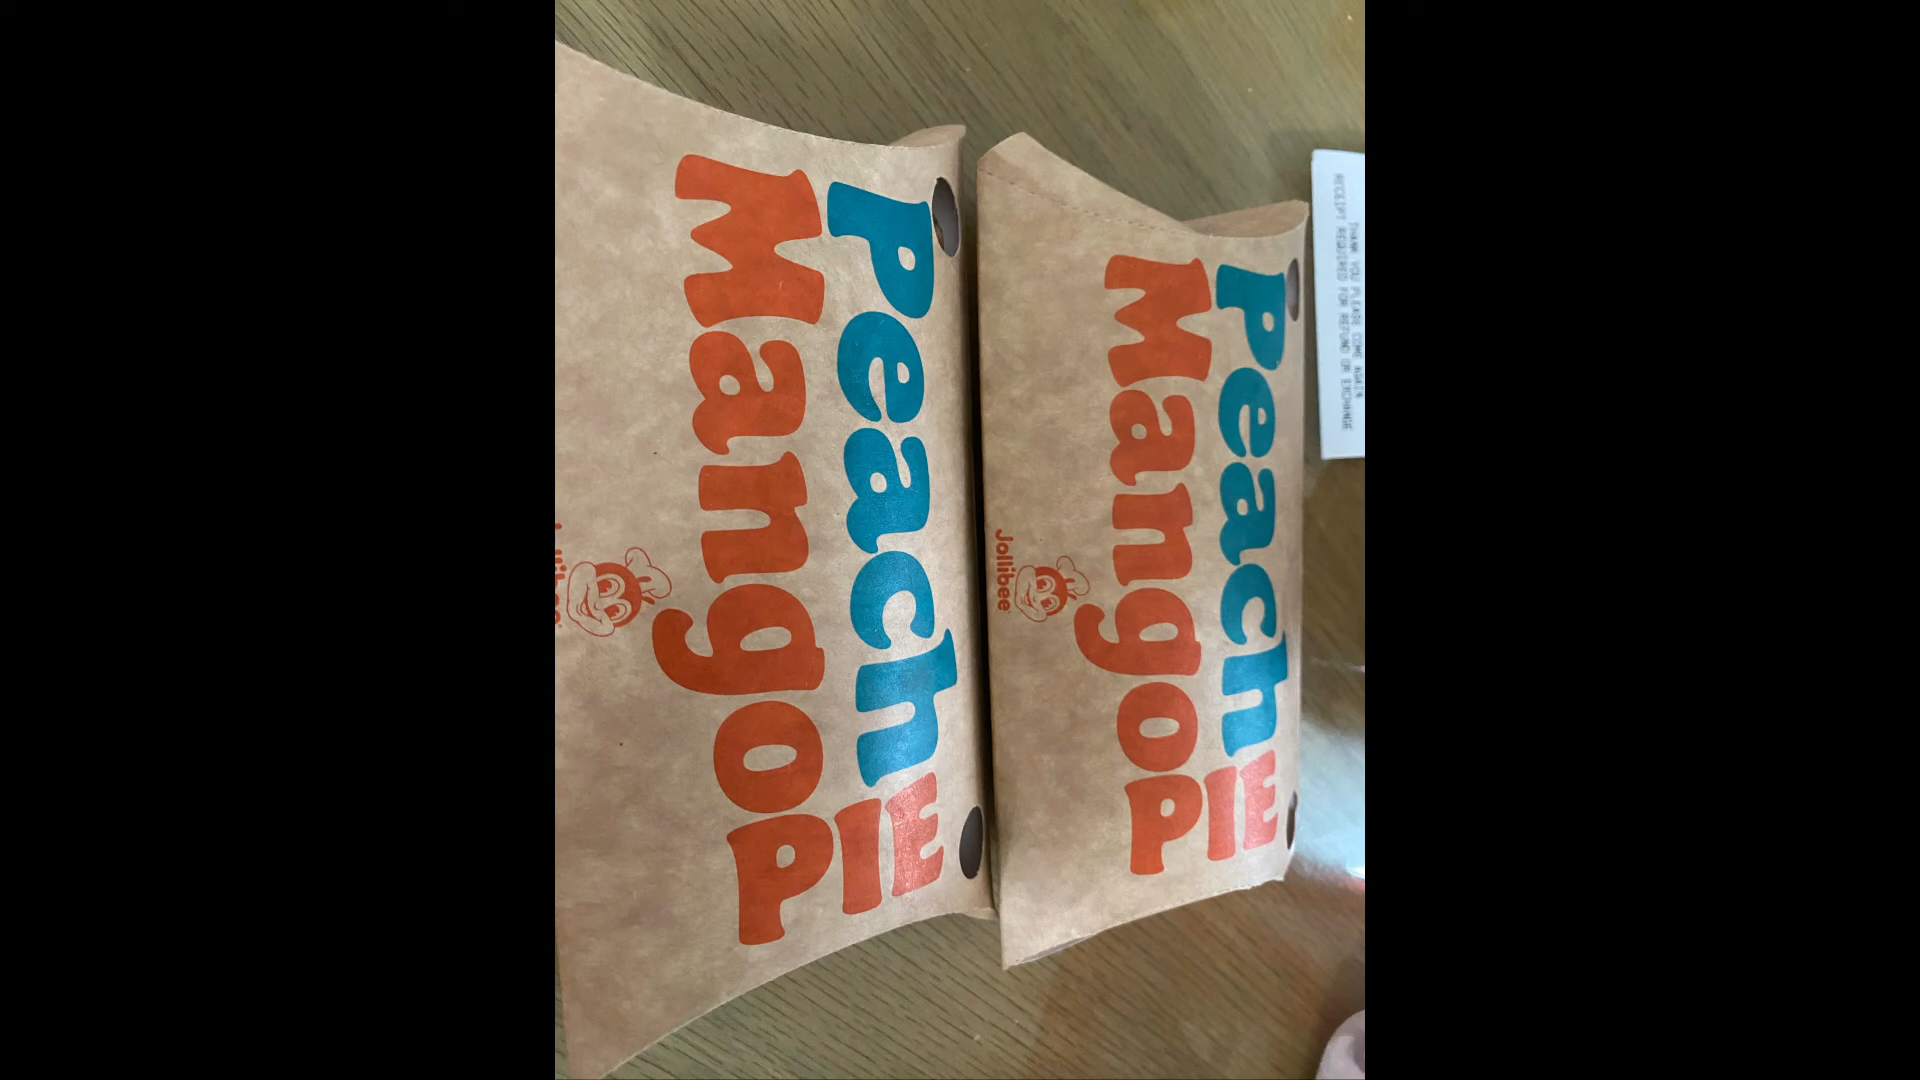 Peach
Mango PIE
Jollibee
Peach
Mango PIE
Jollibee
THANK YOU PLEASE COME AGAIN
RECEIPT REQUIRED FOR REFUND OR EXCHANGE